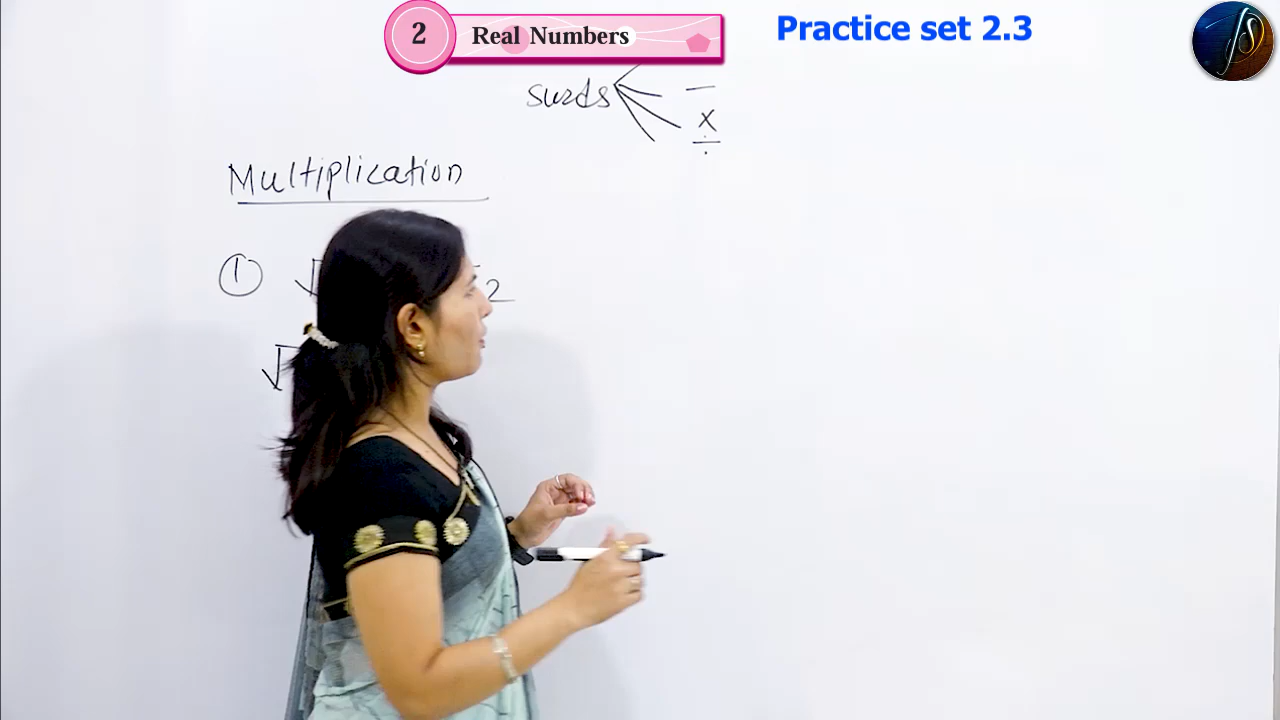 2 Real Numbers
Practice set 2.3
surds
—
×
÷
Multiplication
① √ 2
√